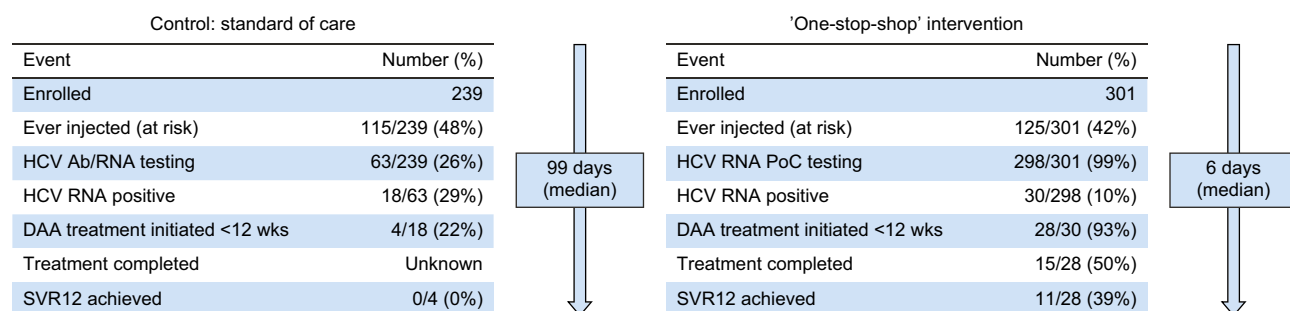 Control: standard of care
Event Number (%)
Enrolled 239
Ever injected (at risk) 115/239 (48%)
HCV Ab/RNA testing 63/239 (26%)
HCV RNA positive 18/63 (29%)
DAA treatment initiated <12 wks 4/18 (22%)
Treatment completed Unknown
SVR12 achieved 0/4 (0%)
99 days
(median)
’One-stop-shop’ intervention
Event Number (%)
Enrolled 301
Ever injected (at risk) 125/301 (42%)
HCV RNA PoC testing 298/301 (99%)
HCV RNA positive 30/298 (10%)
DAA treatment initiated <12 wks 28/30 (93%)
Treatment completed 15/28 (50%)
SVR12 achieved 11/28 (39%)
6 days
(median)